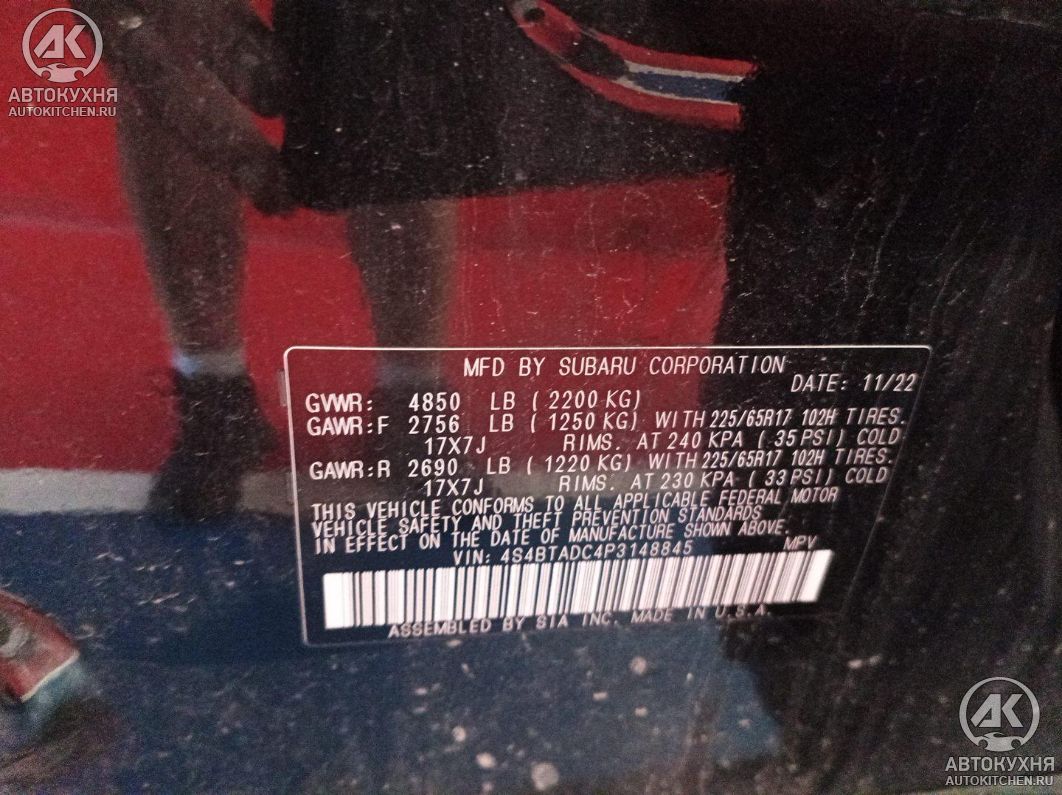 АК
АВТОКУХНЯ
AUTOKITCHEN.RU
MFD BY SUBARU CORPORATION
DATE: 11/22
GVWR: 4850 LB ( 2200 KG)
GAWR:F 2756 LB ( 1250 KG) WITH 225/65R17 102H TIRES.
17X7J RIMS. AT 240 KPA ( 35 PSI) COLD
GAWR:R 2690 LB ( 1220 KG) WITH 225/65R17 102H TIRES.
17X7J RIMS. AT 230 KPA ( 33 PSI) COLD
THIS VEHICLE CONFORMS TO ALL APPLICABLE FEDERAL MOTOR
VEHICLE SAFETY AND THEFT PREVENTION STANDARDS
IN EFFECT ON THE DATE OF MANUFACTURE SHOWN ABOVE.
VIN: 4S4BTADC4P3148845 MPV
ASSEMBLED BY SIA INC. MADE IN U.S.A.
АК
АВТОКУХНЯ
AUTOKITCHEN.RU